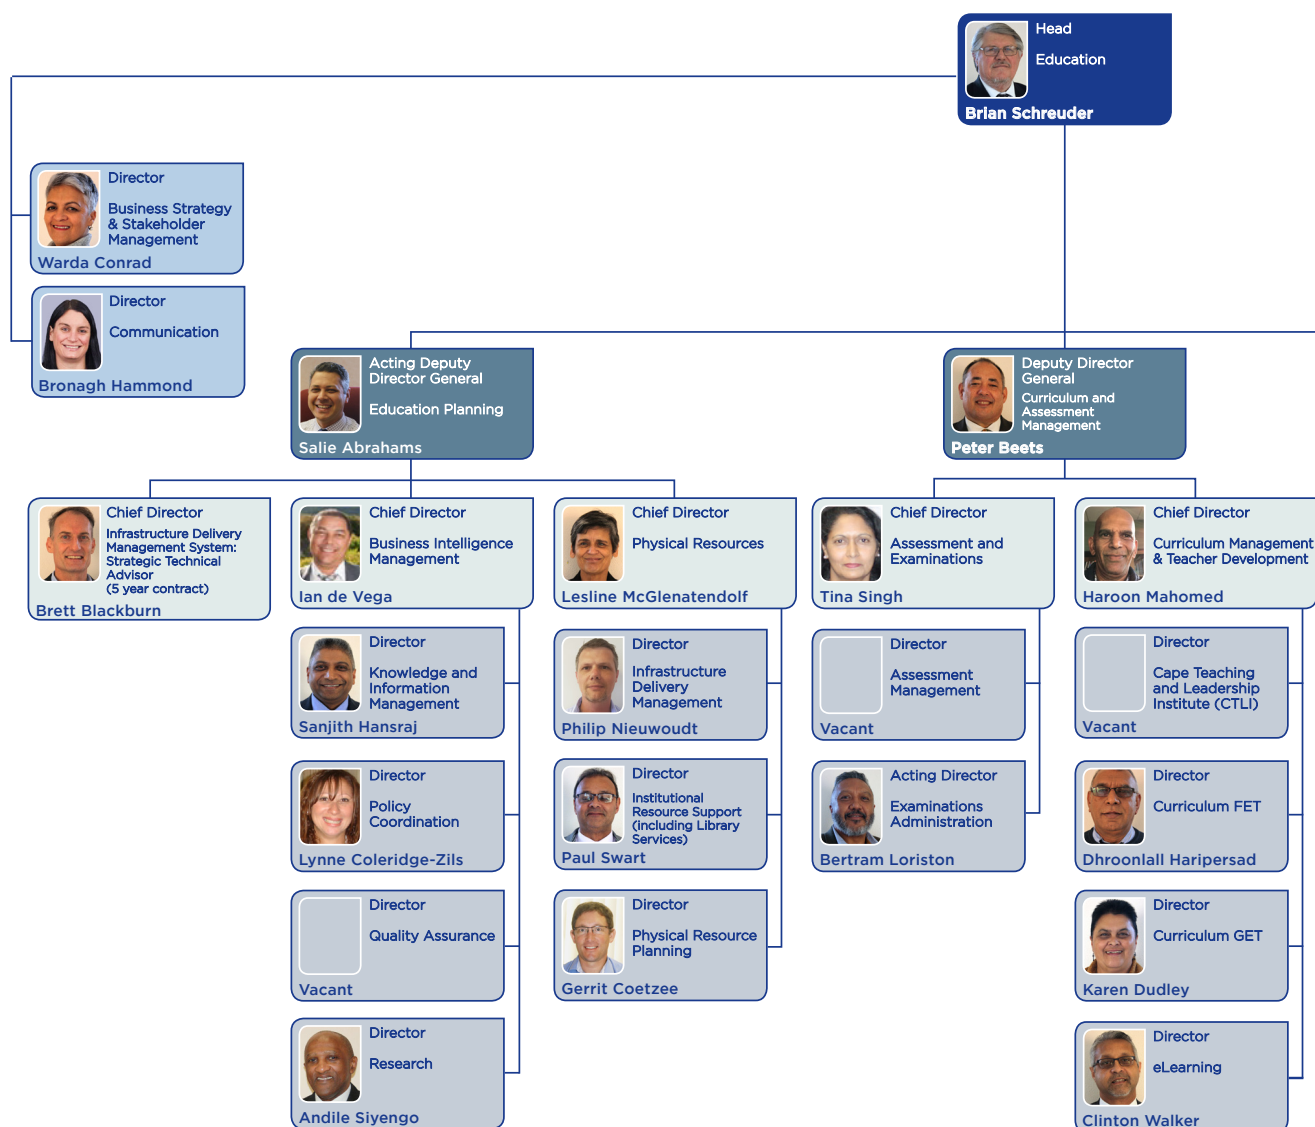 Head
Education
Brian Schreuder
Director
Business Strategy
& Stakeholder
Management
Warda Conrad
Director
Communication
Bronagh Hammond
Acting Deputy
Director General
Education Planning
Salie Abrahams
Deputy Director
General
Curriculum and
Assessment
Management
Peter Beets
Chief Director
Infrastructure Delivery
Management System:
Strategic Technical
Advisor
(5 year contract)
Brett Blackburn
Chief Director
Business Intelligence
Management
Ian de Vega
Chief Director
Physical Resources
Lesline McGlenatendolf
Chief Director
Assessment and
Examinations
Tina Singh
Chief Director
Curriculum Management
& Teacher Development
Haroon Mahomed
Director
Knowledge and
Information
Management
Sanjith Hansraj
Director
Infrastructure
Delivery
Management
Philip Nieuwoudt
Director
Assessment
Management
Vacant
Director
Cape Teaching
and Leadership
Institute (CTLI)
Vacant
Director
Policy
Coordination
Lynne Coleridge-Zils
Director
Institutional
Resource Support
(including Library
Services)
Paul Swart
Acting Director
Examinations
Administration
Bertram Loriston
Director
Curriculum FET
Dhroonlall Haripersad
Director
Quality Assurance
Vacant
Director
Physical Resource
Planning
Gerrit Coetzee
Director
Curriculum GET
Karen Dudley
Director
Research
Andile Siyengo
Director
eLearning
Clinton Walker